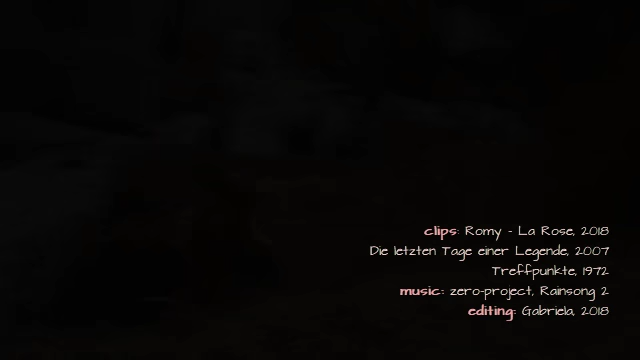 clips: Romy - La Rose, 2018
Die letzten Tage einer Legende, 2007
Treffpunkte, 1972
music: zero-project, Rainsong 2
editing: Gabriela, 2018